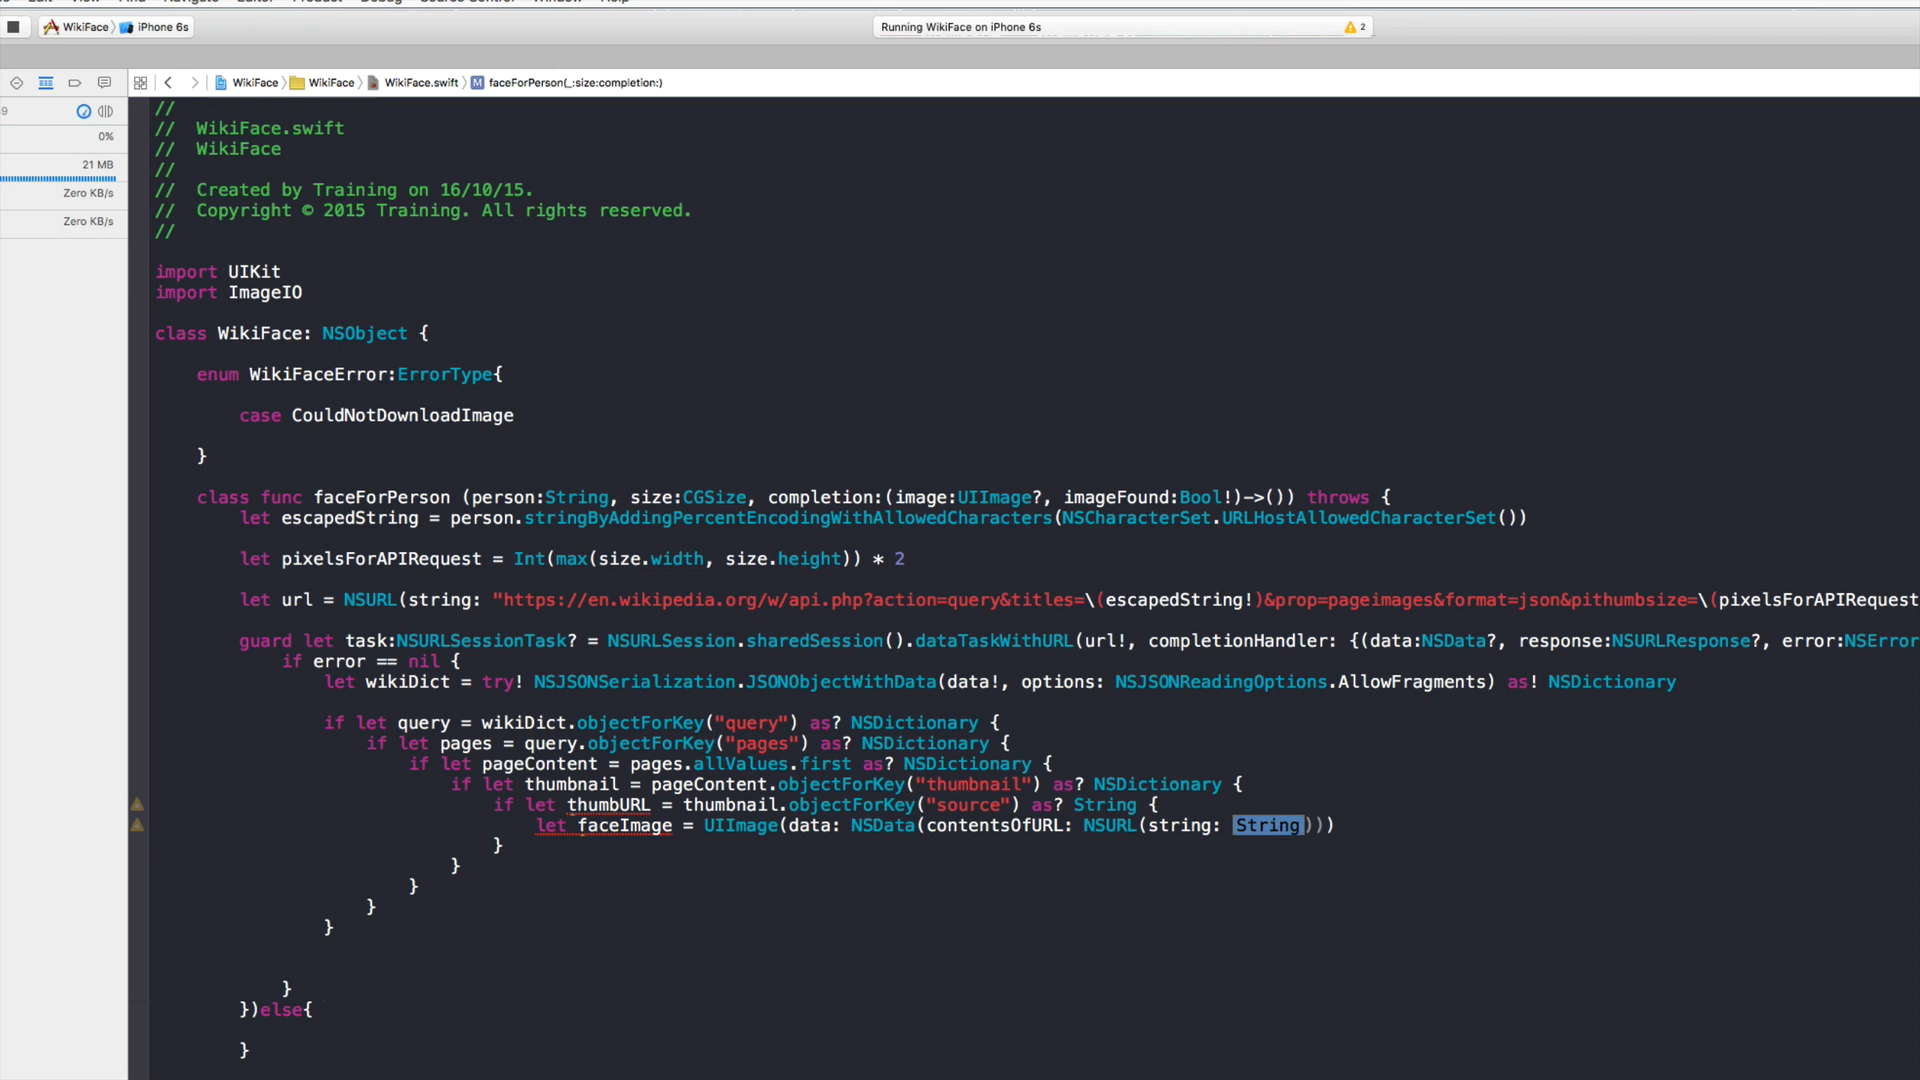 WikiFace iPhone 6s Running WikiFace on iPhone 6s 2
WikiFace WikiFace WikiFace.swift M faceForPerson(_:size:completion:)
0%
21 MB
Zero KB/s
Zero KB/s
//
// WikiFace.swift
// WikiFace
//
// Created by Training on 16/10/15.
// Copyright © 2015 Training. All rights reserved.
//
import UIKit
import ImageIO
class WikiFace: NSObject {
enum WikiFaceError:ErrorType{
case CouldNotDownloadImage
}
class func faceForPerson (person:String, size:CGSize, completion:(image:UIImage?, imageFound:Bool!)->()) throws {
let escapedString = person.stringByAddingPercentEncodingWithAllowedCharacters(NSCharacterSet.URLHostAllowedCharacterSet())
let pixelsForAPIRequest = Int(max(size.width, size.height)) * 2
let url = NSURL(string: "https://en.wikipedia.org/w/api.php?action=query&titles=\(escapedString!)&prop=pageimages&format=json&pithumbsize=\(pixelsForAPIRequest
guard let task:NSURLSessionTask? = NSURLSession.sharedSession().dataTaskWithURL(url!, completionHandler: {(data:NSData?, response:NSURLResponse?, error:NSError
if error == nil {
let wikiDict = try! NSJSONSerialization.JSONObjectWithData(data!, options: NSJSONReadingOptions.AllowFragments) as! NSDictionary
if let query = wikiDict.objectForKey("query") as? NSDictionary {
if let pages = query.objectForKey("pages") as? NSDictionary {
if let pageContent = pages.allValues.first as? NSDictionary {
if let thumbnail = pageContent.objectForKey("thumbnail") as? NSDictionary {
if let thumbURL = thumbnail.objectForKey("source") as? String {
let faceImage = UIImage(data: NSData(contentsOfURL: NSURL(string: String)))
}
}
}
}
}
}
})else{
}